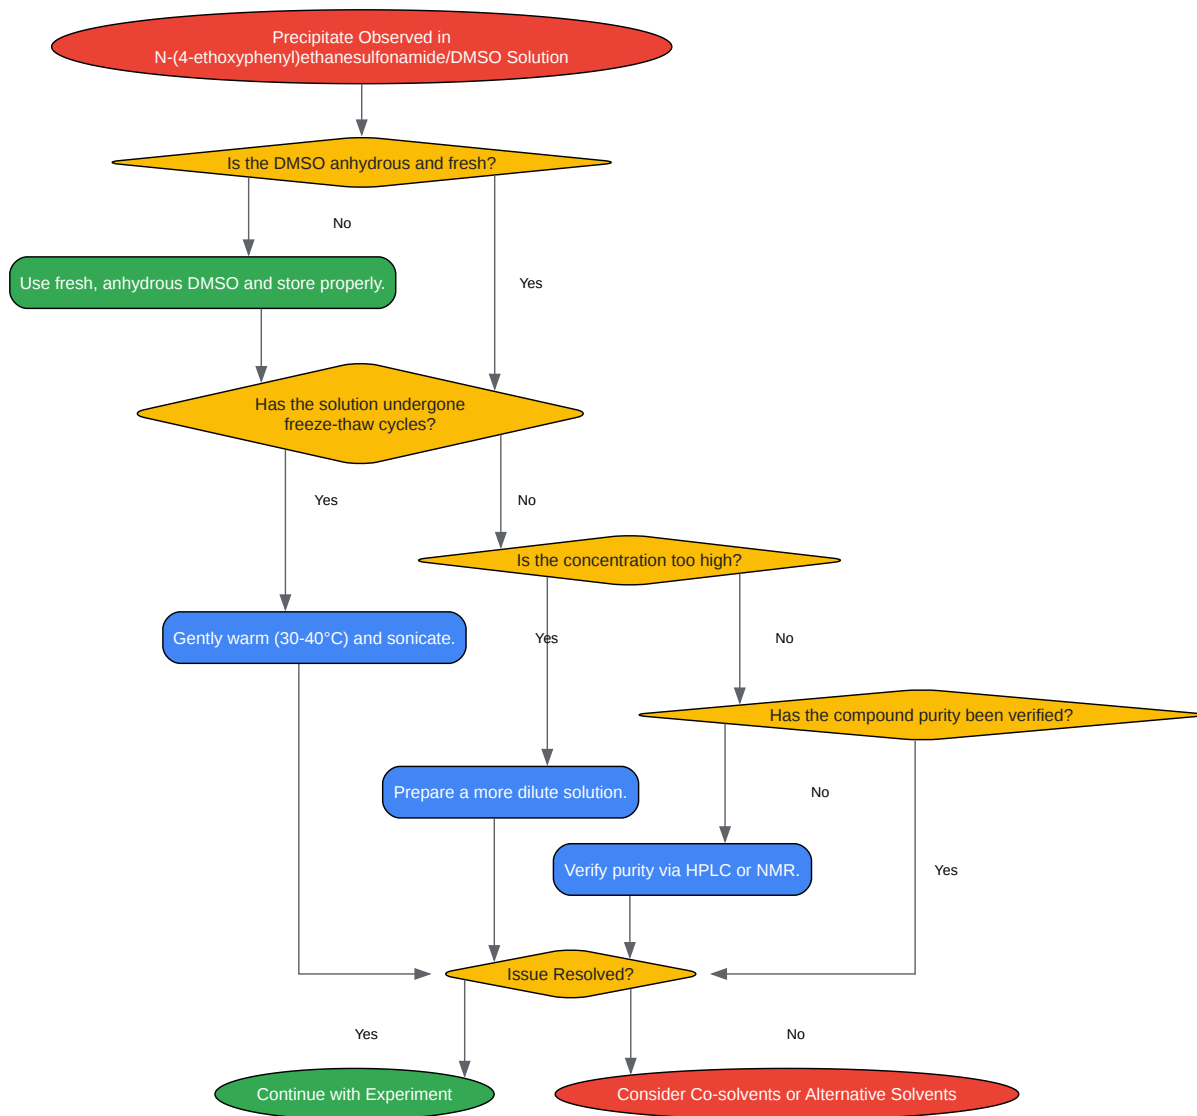 Precipitate Observed in
N-(4-ethoxyphenyl)ethanesulfonamide/DMSO Solution
Is the DMSO anhydrous and fresh?
No
Use fresh, anhydrous DMSO and store properly.
Yes
Has the solution undergone
freeze-thaw cycles?
Yes
No
Is the concentration too high?
Gently warm (30-40°C) and sonicate.
Yes
No
Has the compound purity been verified?
Prepare a more dilute solution.
No
Verify purity via HPLC or NMR.
Yes
Issue Resolved?
Yes
No
Continue with Experiment
Consider Co-solvents or Alternative Solvents